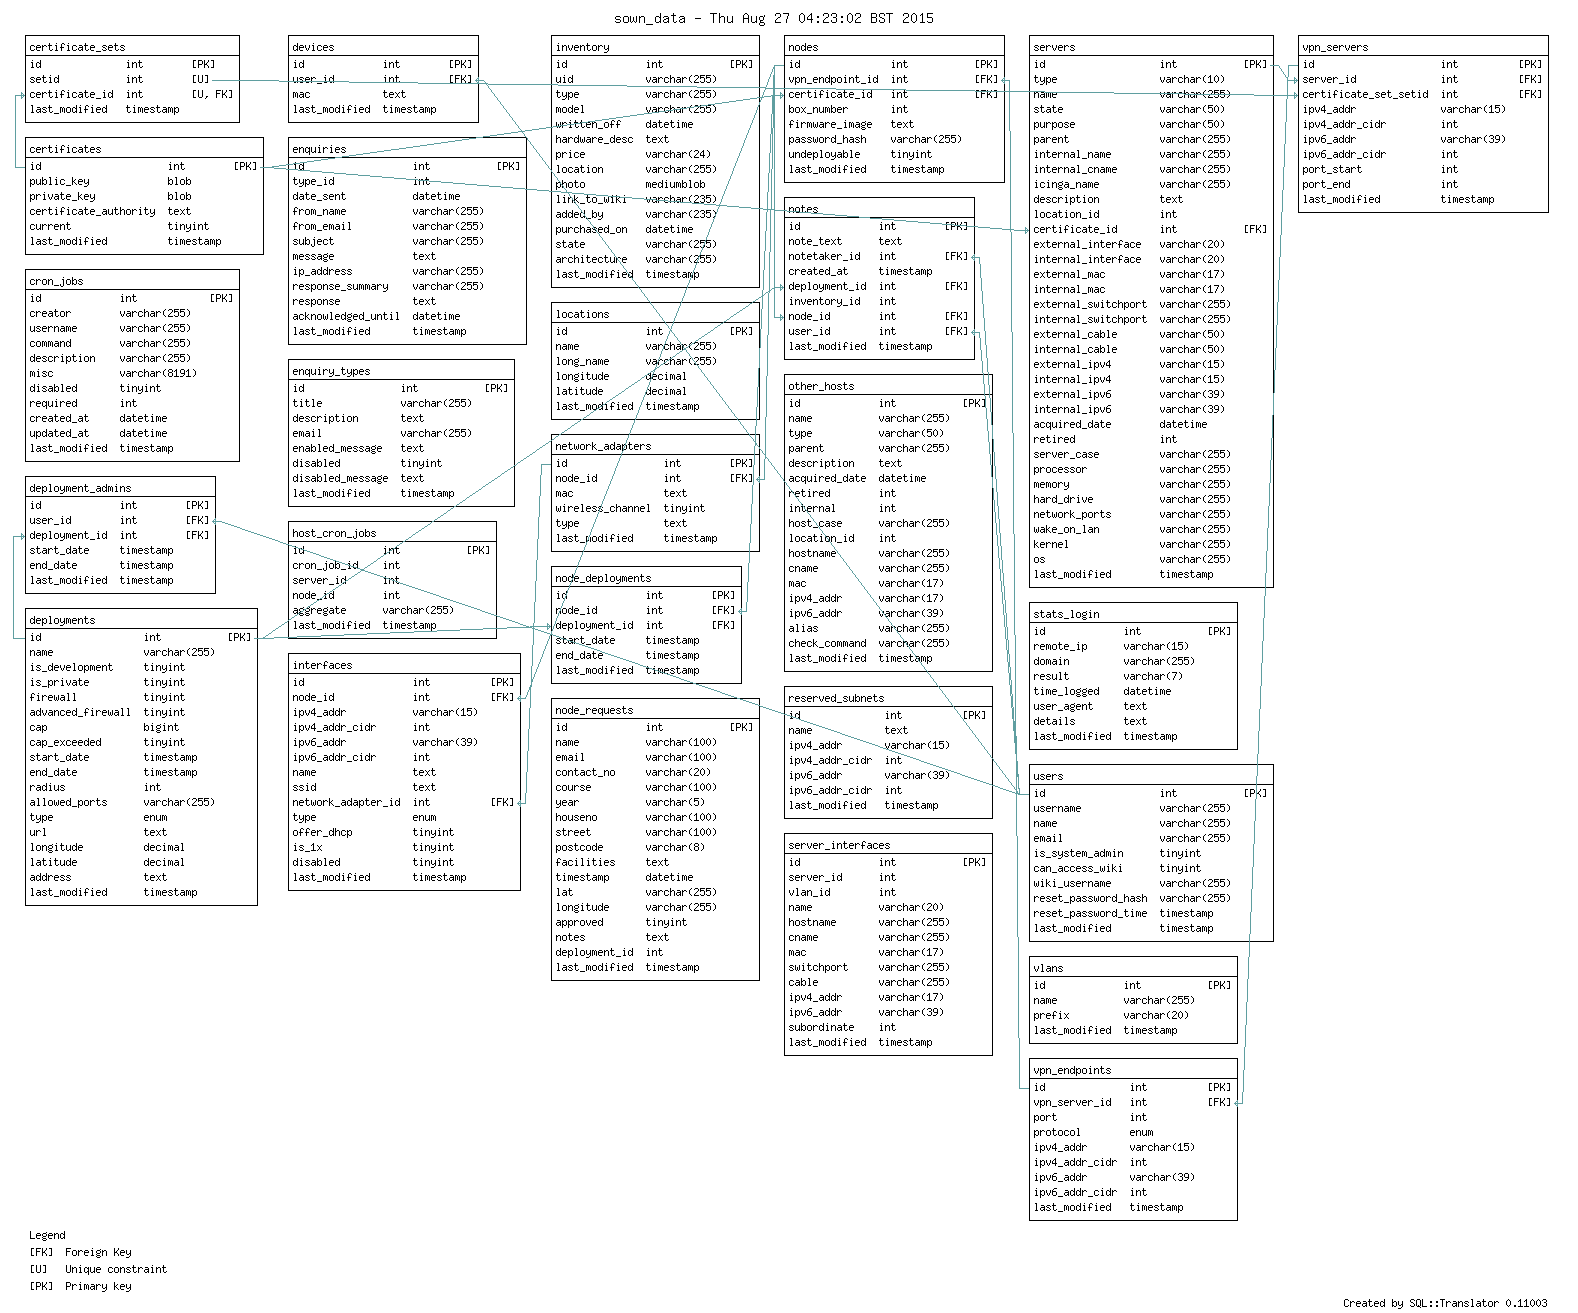 sown_data - Thu Aug 27 04:23:02 BST 2015
certificate_sets
id int [PK]
setid int [U]
certificate_id int [U, FK]
last_modified timestamp
certificates
id int [PK]
public_key blob
private_key blob
certificate_authority text
current tinyint
last_modified timestamp
cron_jobs
id int [PK]
creator varchar(255)
username varchar(255)
command varchar(255)
description varchar(255)
misc varchar(8191)
disabled tinyint
required int
created_at datetime
updated_at datetime
last_modified timestamp
deployment_admins
id int [PK]
user_id int [FK]
deployment_id int [FK]
start_date timestamp
end_date timestamp
last_modified timestamp
deployments
id int [PK]
name varchar(255)
is_development tinyint
is_private tinyint
firewall tinyint
advanced_firewall tinyint
cap bigint
cap_exceeded tinyint
start_date timestamp
end_date timestamp
radius int
allowed_ports varchar(255)
type enum
url text
longitude decimal
latitude decimal
address text
last_modified timestamp
devices
id int [PK]
user_id int [FK]
mac text
last_modified timestamp
enquiries
id int [PK]
type_id int
date_sent datetime
from_name varchar(255)
from_email varchar(255)
subject varchar(255)
message text
ip_address varchar(255)
response_summary varchar(255)
response text
acknowledged_until datetime
last_modified timestamp
enquiry_types
id int [PK]
title varchar(255)
description text
email varchar(255)
enabled_message text
disabled tinyint
disabled_message text
last_modified timestamp
host_cron_jobs
id int [PK]
cron_job_id int
server_id int
node_id int
aggregate varchar(255)
last_modified timestamp
interfaces
id int [PK]
node_id int [FK]
ipv4_addr varchar(15)
ipv4_addr_cidr int
ipv6_addr varchar(39)
ipv6_addr_cidr int
name text
ssid text
network_adapter_id int [FK]
type enum
offer_dhcp tinyint
is_1x tinyint
disabled tinyint
last_modified timestamp
inventory
id int [PK]
uid varchar(255)
type varchar(255)
model varchar(255)
written_off datetime
hardware_desc text
price varchar(24)
location varchar(255)
photo mediumblob
link_to_wiki varchar(235)
added_by varchar(235)
purchased_on datetime
state varchar(255)
architecture varchar(255)
last_modified timestamp
locations
id int [PK]
name varchar(255)
long_name varchar(255)
longitude decimal
latitude decimal
last_modified timestamp
network_adapters
id int [PK]
node_id int [FK]
mac text
wireless_channel tinyint
type text
last_modified timestamp
node_deployments
id int [PK]
node_id int [FK]
deployment_id int [FK]
start_date timestamp
end_date timestamp
last_modified timestamp
node_requests
id int [PK]
name varchar(100)
email varchar(100)
contact_no varchar(20)
course varchar(100)
year varchar(5)
houseno varchar(100)
street varchar(100)
postcode varchar(8)
facilities text
timestamp datetime
lat varchar(255)
longitude varchar(255)
approved tinyint
notes text
deployment_id int
last_modified timestamp
nodes
id int [PK]
vpn_endpoint_id int [FK]
certificate_id int [FK]
box_number int
firmware_image text
password_hash varchar(255)
undeployable tinyint
last_modified timestamp
notes
id int [PK]
note_text text
notetaker_id int [FK]
created_at timestamp
deployment_id int [FK]
inventory_id int
node_id int [FK]
user_id int [FK]
last_modified timestamp
other_hosts
id int [PK]
name varchar(255)
type varchar(50)
parent varchar(255)
description text
acquired_date datetime
retired int
internal int
host_case varchar(255)
location_id int
hostname varchar(255)
cname varchar(255)
mac varchar(17)
ipv4_addr varchar(17)
ipv6_addr varchar(39)
alias varchar(255)
check_command varchar(255)
last_modified timestamp
reserved_subnets
id int [PK]
name text
ipv4_addr varchar(15)
ipv4_addr_cidr int
ipv6_addr varchar(39)
ipv6_addr_cidr int
last_modified timestamp
server_interfaces
id int [PK]
server_id int
vlan_id int
name varchar(20)
hostname varchar(255)
cname varchar(255)
mac varchar(17)
switchport varchar(255)
cable varchar(255)
ipv4_addr varchar(17)
ipv6_addr varchar(39)
subordinate int
last_modified timestamp
servers
id int [PK]
type varchar(10)
name varchar(255)
state varchar(50)
purpose varchar(50)
parent varchar(255)
internal_name varchar(255)
internal_cname varchar(255)
icinga_name varchar(255)
description text
location_id int
certificate_id int [FK]
external_interface varchar(20)
internal_interface varchar(20)
external_mac varchar(17)
internal_mac varchar(17)
external_switchport varchar(255)
internal_switchport varchar(255)
external_cable varchar(50)
internal_cable varchar(50)
external_ipv4 varchar(15)
internal_ipv4 varchar(15)
external_ipv6 varchar(39)
internal_ipv6 varchar(39)
acquired_date datetime
retired int
server_case varchar(255)
processor varchar(255)
memory varchar(255)
hard_drive varchar(255)
network_ports varchar(255)
wake_on_lan varchar(255)
kernel varchar(255)
os varchar(255)
last_modified timestamp
stats_login
id int [PK]
remote_ip varchar(15)
domain varchar(255)
result varchar(7)
time_logged datetime
user_agent text
details text
last_modified timestamp
users
id int [PK]
username varchar(255)
name varchar(255)
email varchar(255)
is_system_admin tinyint
can_access_wiki tinyint
wiki_username varchar(255)
reset_password_hash varchar(255)
reset_password_time timestamp
last_modified timestamp
vlans
id int [PK]
name varchar(255)
prefix varchar(20)
last_modified timestamp
vpn_endpoints
id int [PK]
vpn_server_id int [FK]
port int
protocol enum
ipv4_addr varchar(15)
ipv4_addr_cidr int
ipv6_addr varchar(39)
ipv6_addr_cidr int
last_modified timestamp
vpn_servers
id int [PK]
server_id int [FK]
certificate_set_setid int [FK]
ipv4_addr varchar(15)
ipv4_addr_cidr int
ipv6_addr varchar(39)
ipv6_addr_cidr int
port_start int
port_end int
last_modified timestamp
Legend
[FK] Foreign Key
[U] Unique constraint
[PK] Primary key
Created by SQL::Translator 0.11003